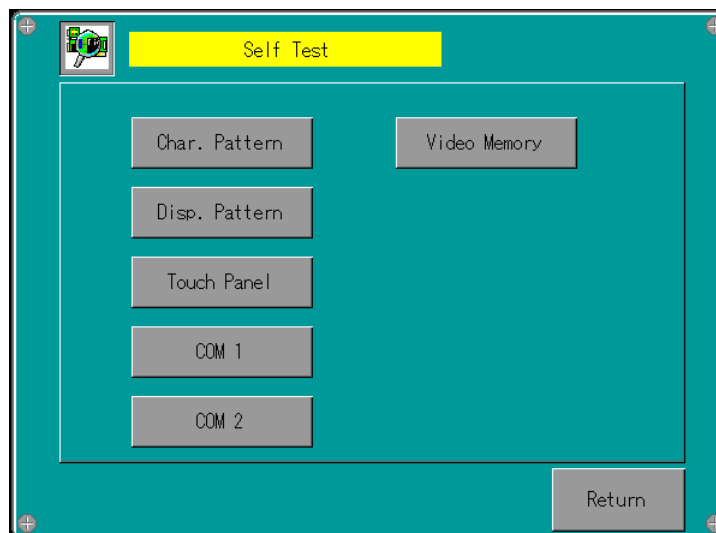 Self Test
Char. Pattern
Video Memory
Disp. Pattern
Touch Panel
COM 1
COM 2
Return